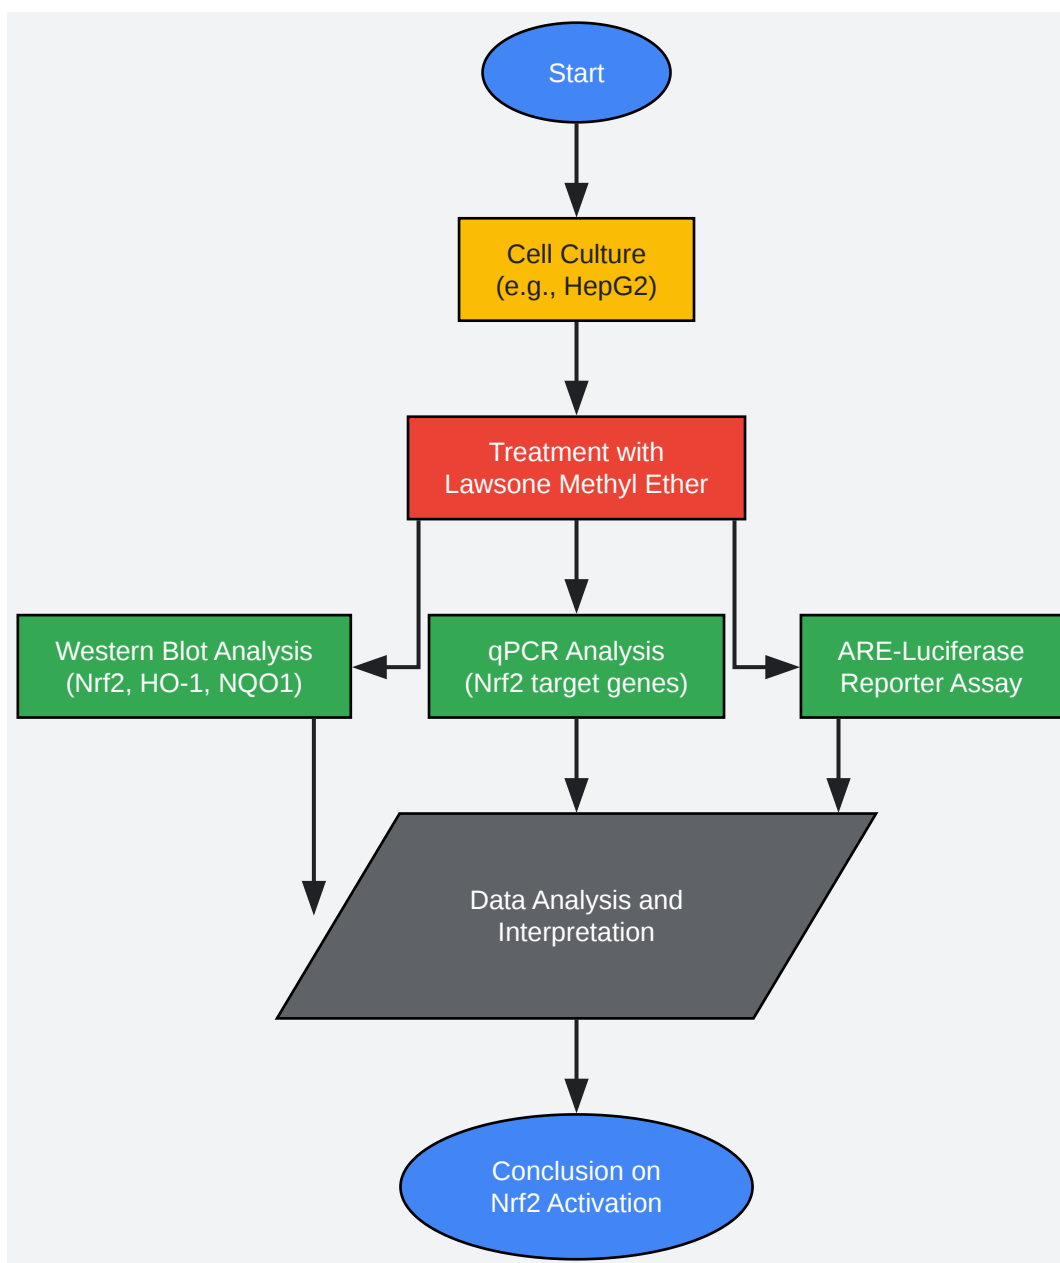 Start
Cell Culture
(e.g., HepG2)
Treatment with
Lawsone Methyl Ether
Western Blot Analysis
(Nrf2, HO-1, NQO1)
qPCR Analysis
(Nrf2 target genes)
ARE-Luciferase
Reporter Assay
Data Analysis and
Interpretation
Conclusion on
Nrf2 Activation